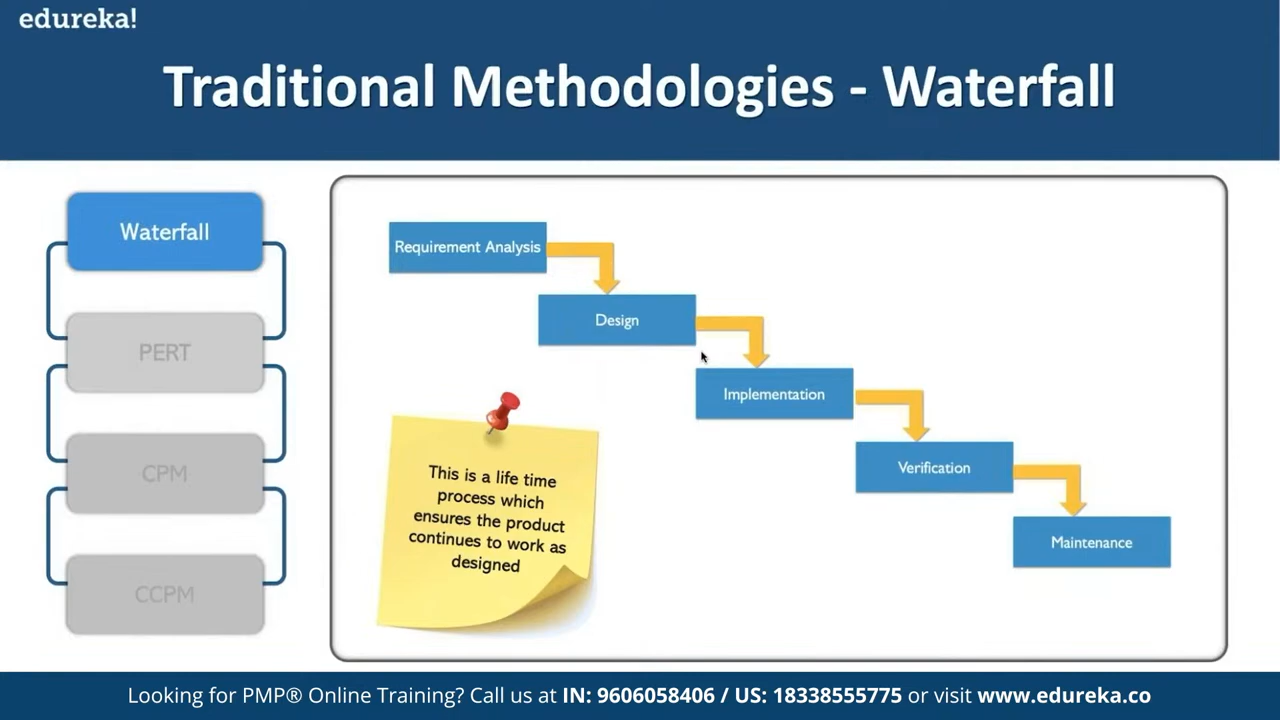 edureka!
Traditional Methodologies - Waterfall
Waterfall
PERT
CPM
CCPM
Requirement Analysis
Design
Implementation
Verification
Maintenance
This is a life time
process which
ensures the product
continues to work as
designed
Looking for PMP® Online Training? Call us at IN: 9606058406 / US: 18338555775 or visit www.edureka.co